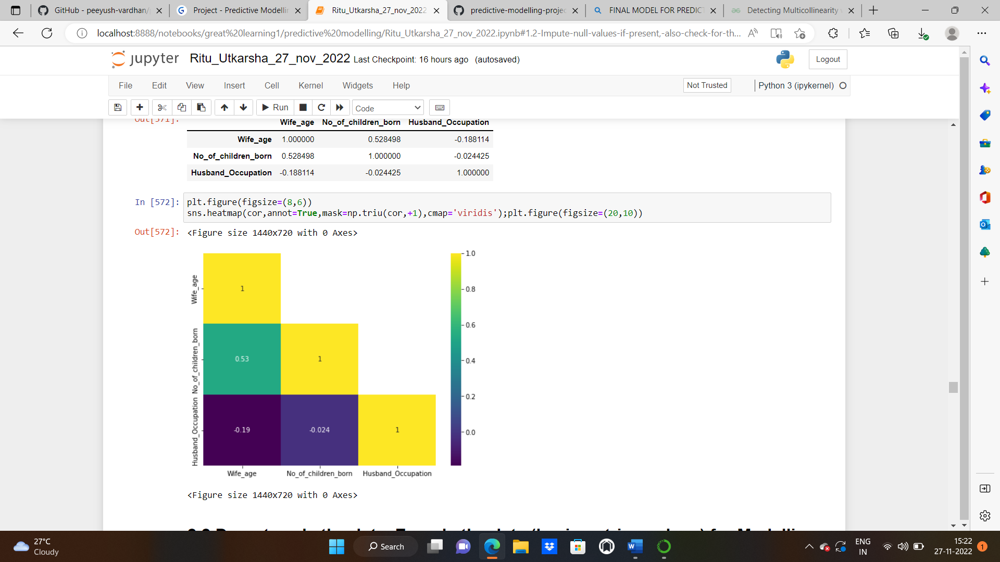 GitHub - peeyush-vardhan/
Project - Predictive Modellin
Ritu_Utkarsha_27_nov_2022
predictive-modelling-projec
FINAL MODEL FOR PREDICT
Detecting Multicollinearity
localhost:8888/notebooks/great%20learning1/predictive%20modelling/Ritu_Utkarsha_27_nov_2022.ipynb#1.2-Impute-null-values-if-present,-also-check-for-th...
jupyter Ritu_Utkarsha_27_nov_2022 Last Checkpoint: 16 hours ago (autosaved)
Logout
File Edit View Insert Cell Kernel Widgets Help
Not Trusted
Python 3 (ipykernel)
Run
Code
Out[571]:
Wife_age No_of_children_born Husband_Occupation
Wife_age 1.000000 0.528498 -0.188114
No_of_children_born 0.528498 1.000000 -0.024425
Husband_Occupation -0.188114 -0.024425 1.000000
In [572]: plt.figure(figsize=(8,6))
sns.heatmap(cor,annot=True,mask=np.triu(cor,+1),cmap='viridis');plt.figure(figsize=(20,10))
Out[572]: <Figure size 1440x720 with 0 Axes>
Wife_age
No_of_children_born
Husband_Occupation
1
0.53 1
-0.19 -0.024 1
Wife_age No_of_children_born Husband_Occupation
1.0
0.8
0.6
0.4
0.2
0.0
<Figure size 1440x720 with 0 Axes>
27°C
Cloudy
Search
ENG
IN
15:22
27-11-2022
1